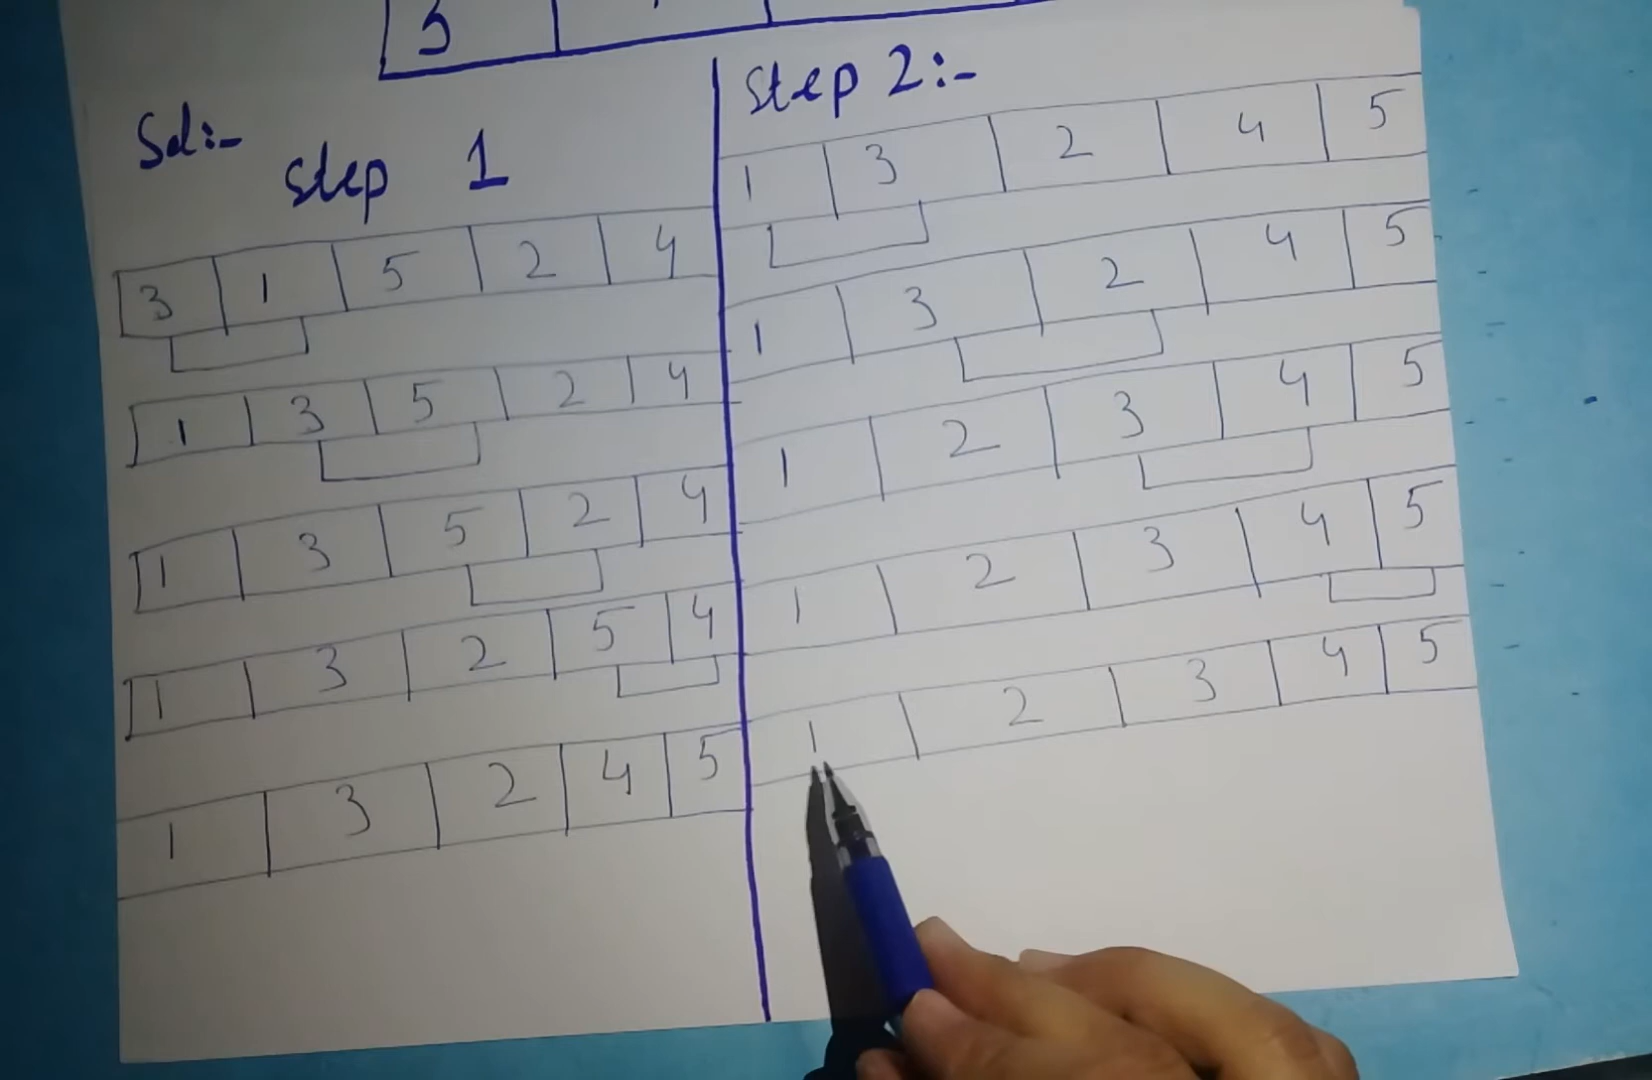 3
Sol:-
Step 1
3 1 5 2 4
1 3 5 2 4
1 3 5 2 4
1 3 2 5 4
1 3 2 4 5
Step 2:-
1 3 2 4 5
1 3 2 4 5
1 2 3 4 5
1 2 3 4 5
1 2 3 4 5